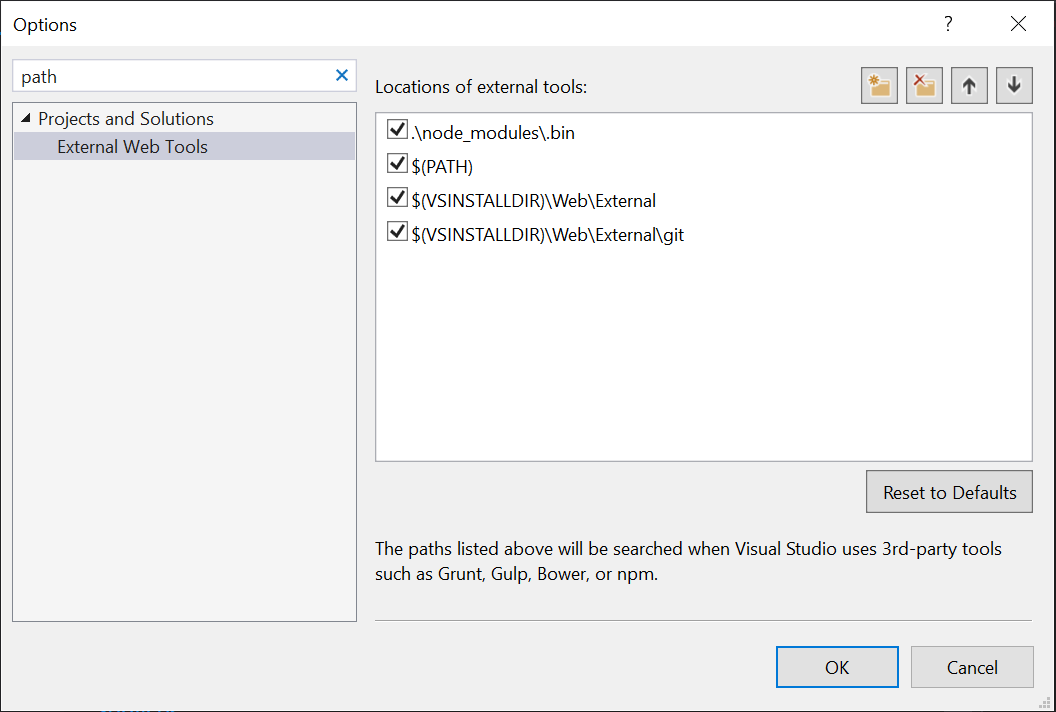 Options
?
path
Projects and Solutions
External Web Tools
Locations of external tools:
.\node_modules\.bin
$(PATH)
$(VSINSTALLDIR)\Web\External
$(VSINSTALLDIR)\Web\External\git
Reset to Defaults
The paths listed above will be searched when Visual Studio uses 3rd-party tools
such as Grunt, Gulp, Bower, or npm.
OK
Cancel